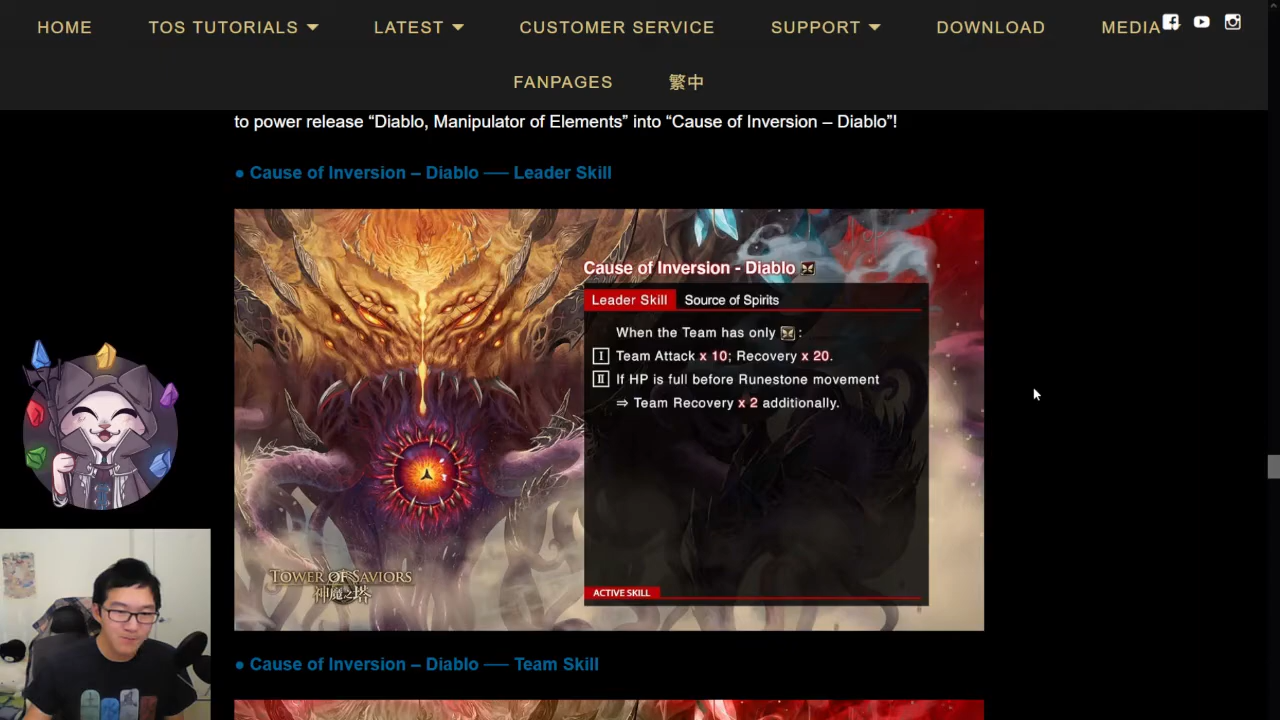 HOME TOS TUTORIALS LATEST CUSTOMER SERVICE SUPPORT DOWNLOAD MEDIA
FANPAGES 繁中
to power release “Diablo, Manipulator of Elements” into “Cause of Inversion – Diablo”!
● Cause of Inversion – Diablo ── Leader Skill
Cause of Inversion - Diablo
Leader Skill Source of Spirits
When the Team has only :
I Team Attack x 10; Recovery x 20.
II If HP is full before Runestone movement
⇒ Team Recovery x 2 additionally.
TOWER OF SAVIORS
神魔之塔
ACTIVE SKILL
● Cause of Inversion – Diablo ── Team Skill